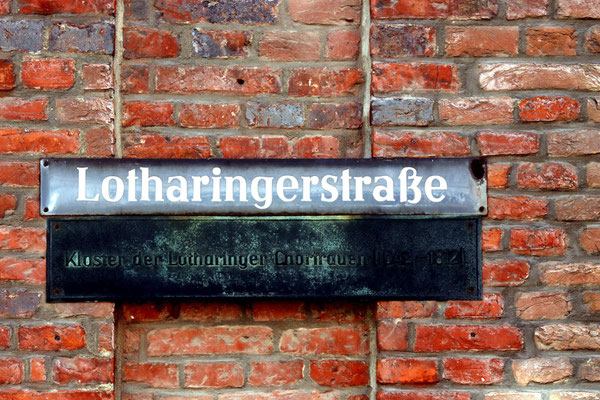 Lotharingerstraße
Kloster der Lotharinger Chorfrauen